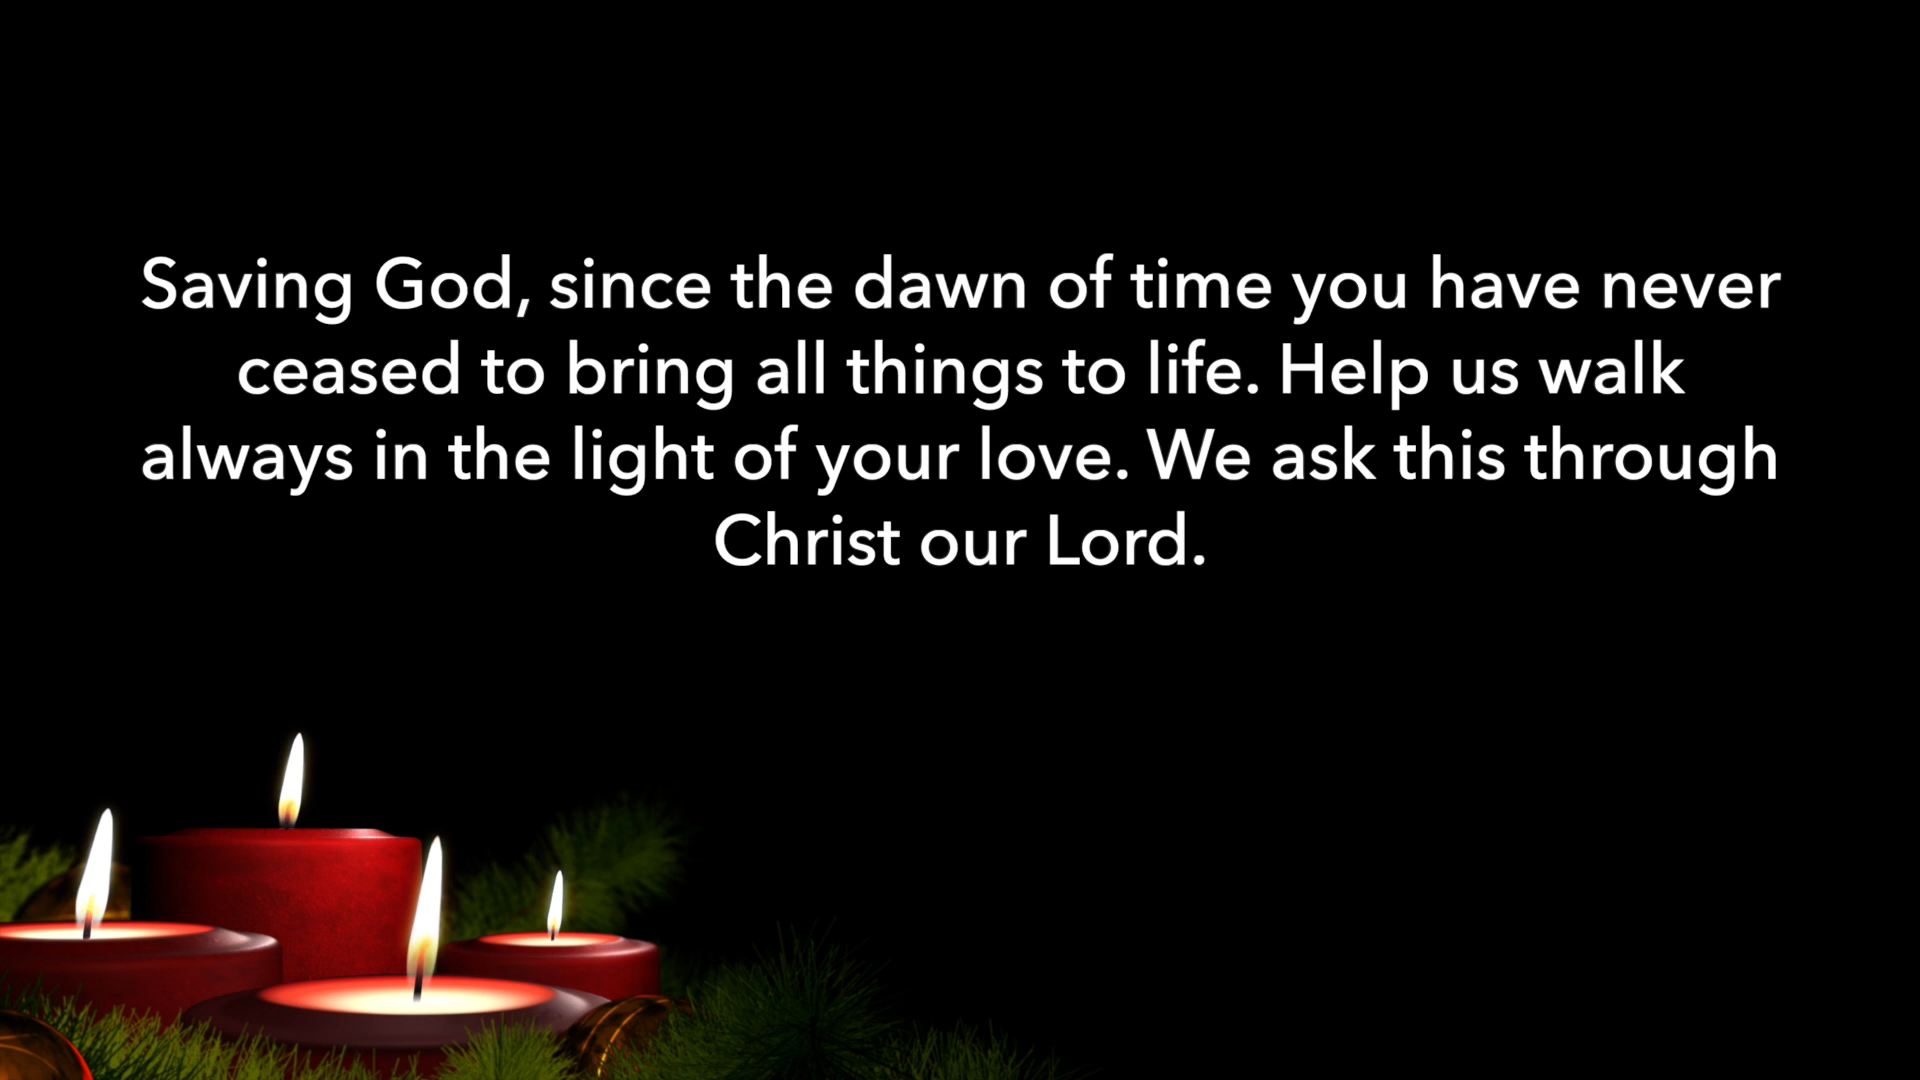 Saving God, since the dawn of time you have never
ceased to bring all things to life. Help us walk
always in the light of your love. We ask this through
Christ our Lord.